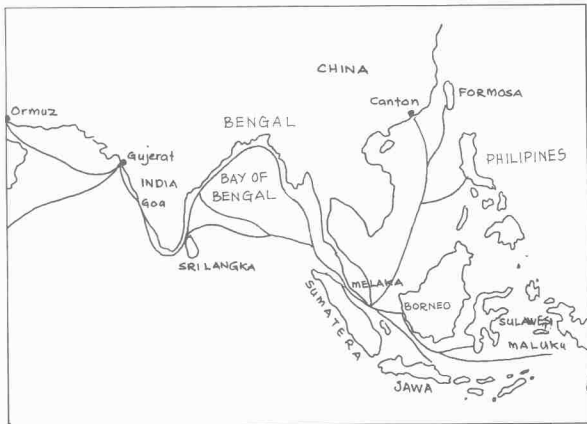 CHINA
FORMOSA
Canton
Ormuz
BENGAL
Gujerat
PHILIPINES
INDIA
BAY OF
BENGAL
Goa
SRI LANGKA
MELAKA
SUMATERA
BORNEO
SULAWESI
MALUKU
JAWA